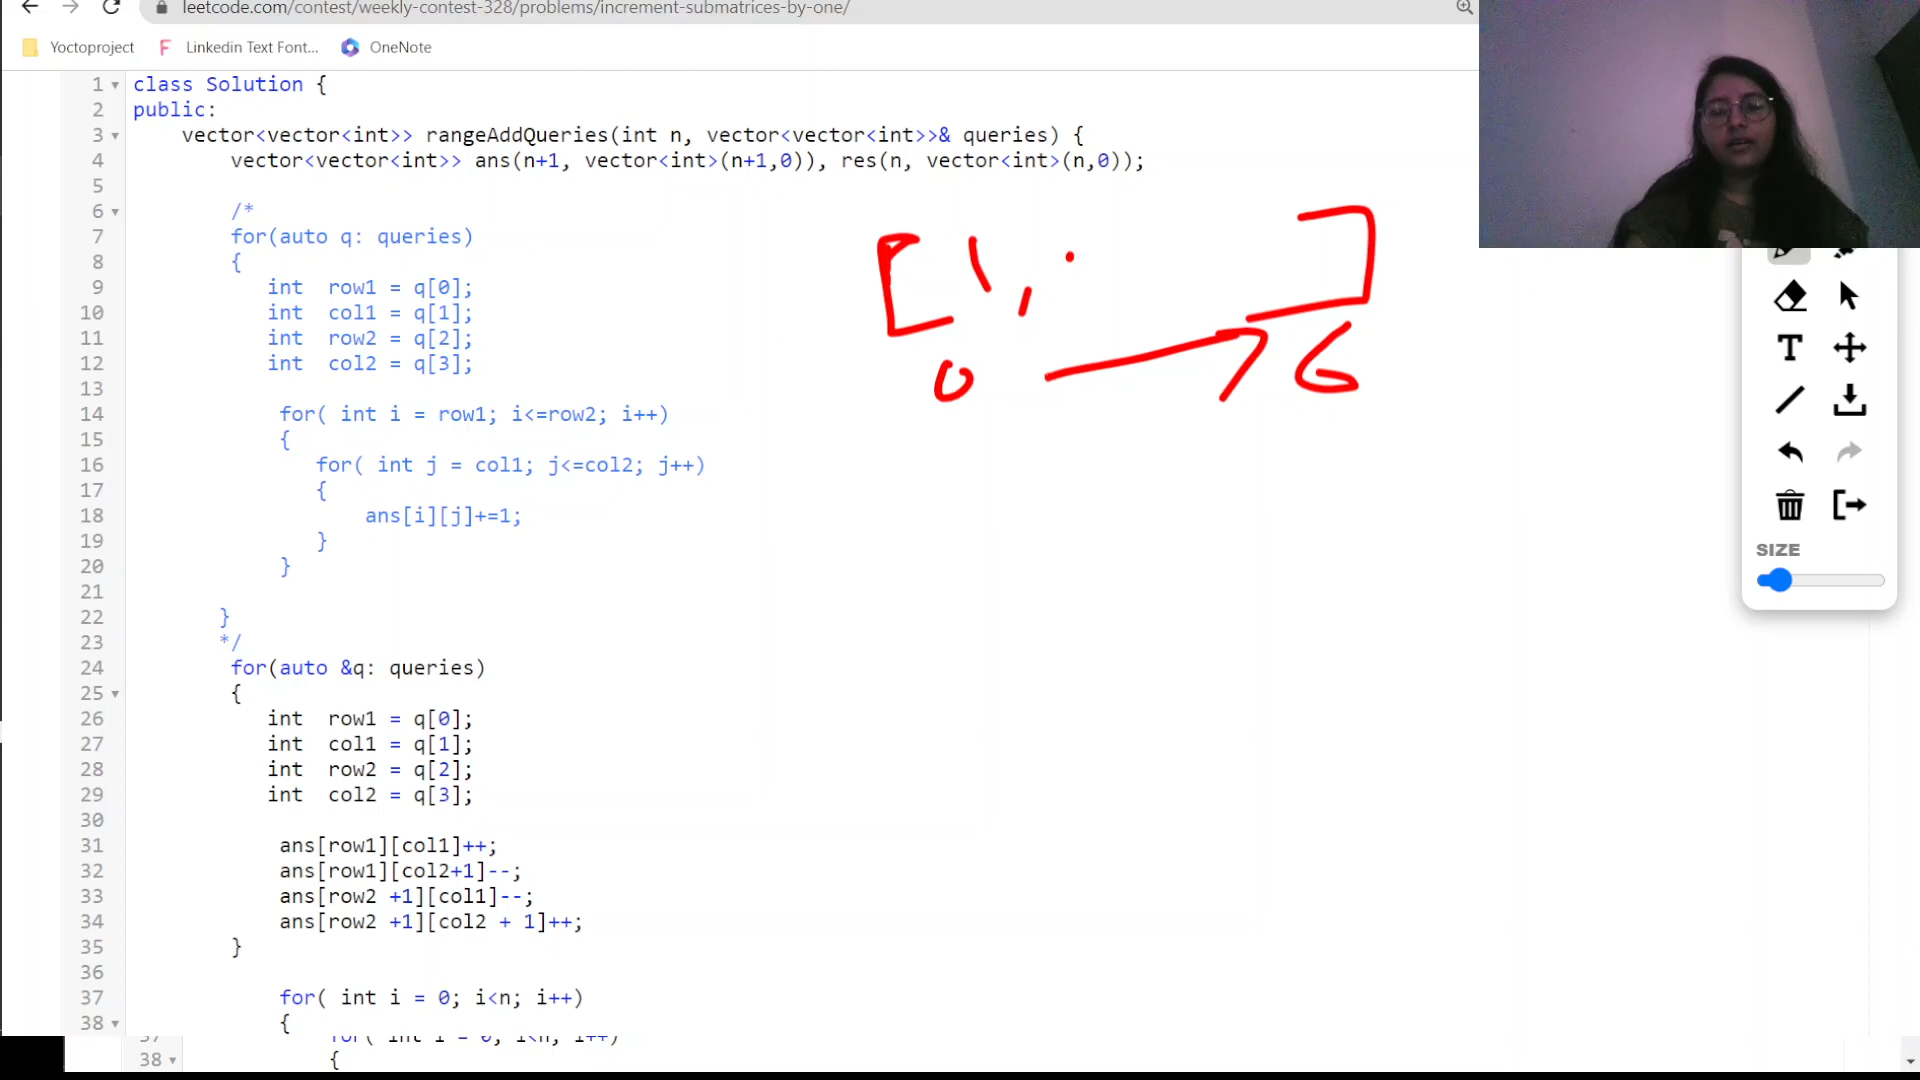 leetcode.com/contest/weekly-contest-328/problems/increment-submatrices-by-one/
Yoctoproject F Linkedin Text Font... OneNote
1 class Solution {
2 public:
3 vector<vector<int>> rangeAddQueries(int n, vector<vector<int>>& queries) {
4 vector<vector<int>> ans(n+1, vector<int>(n+1,0)), res(n, vector<int>(n,0));
5
6 /*
7 for(auto q: queries)
8 {
9 int row1 = q[0];
10 int col1 = q[1];
11 int row2 = q[2];
12 int col2 = q[3];
13
14 for( int i = row1; i<=row2; i++)
15 {
16 for( int j = col1; j<=col2; j++)
17 {
18 ans[i][j]+=1;
19 }
20 }
21
22 }
23 */
24 for(auto &q: queries)
25 {
26 int row1 = q[0];
27 int col1 = q[1];
28 int row2 = q[2];
29 int col2 = q[3];
30
31 ans[row1][col1]++;
32 ans[row1][col2+1]--;
33 ans[row2 +1][col1]--;
34 ans[row2 +1][col2 + 1]++;
35 }
36
37 for( int i = 0; i<n; i++)
38 {
38 {
[ 1, . ]
0 → 6
T
SIZE